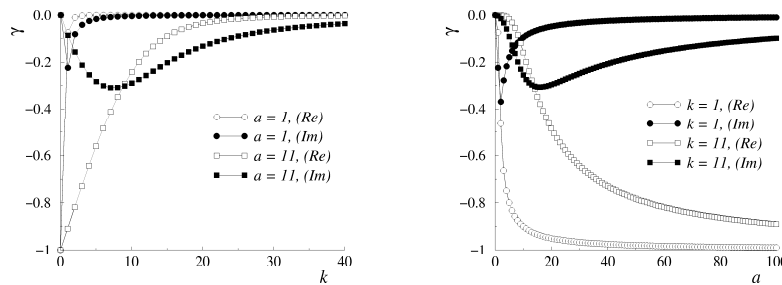 γ
0.0
−0.2
−0.4
−0.6
−0.8
−1
0 10 20 30 40
k
a = 1, (Re)
a = 1, (Im)
a = 11, (Re)
a = 11, (Im)
γ
0.0
−0.2
−0.4
−0.6
−0.8
−1
0 20 40 60 80 100
a
k = 1, (Re)
k = 1, (Im)
k = 11, (Re)
k = 11, (Im)